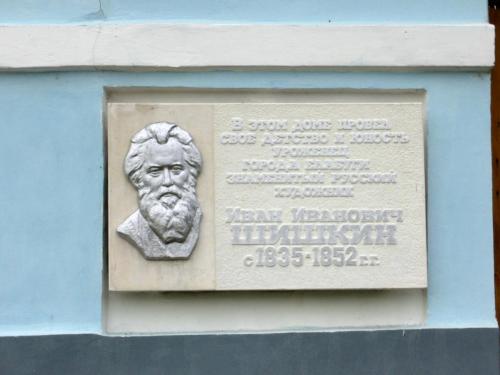 В ЭТОМ ДОМЕ ПРОВЕЛ
СВОЕ ДЕТСТВО И ЮНОСТЬ
УРОЖЕНЕЦ
ГОРОДА ЕЛАБУГИ
ЗНАМЕНИТЫЙ РУССКИЙ
ХУДОЖНИК
ИВАН ИВАНОВИЧ
ШИШКИН
С 1835-1852 Г.Г.